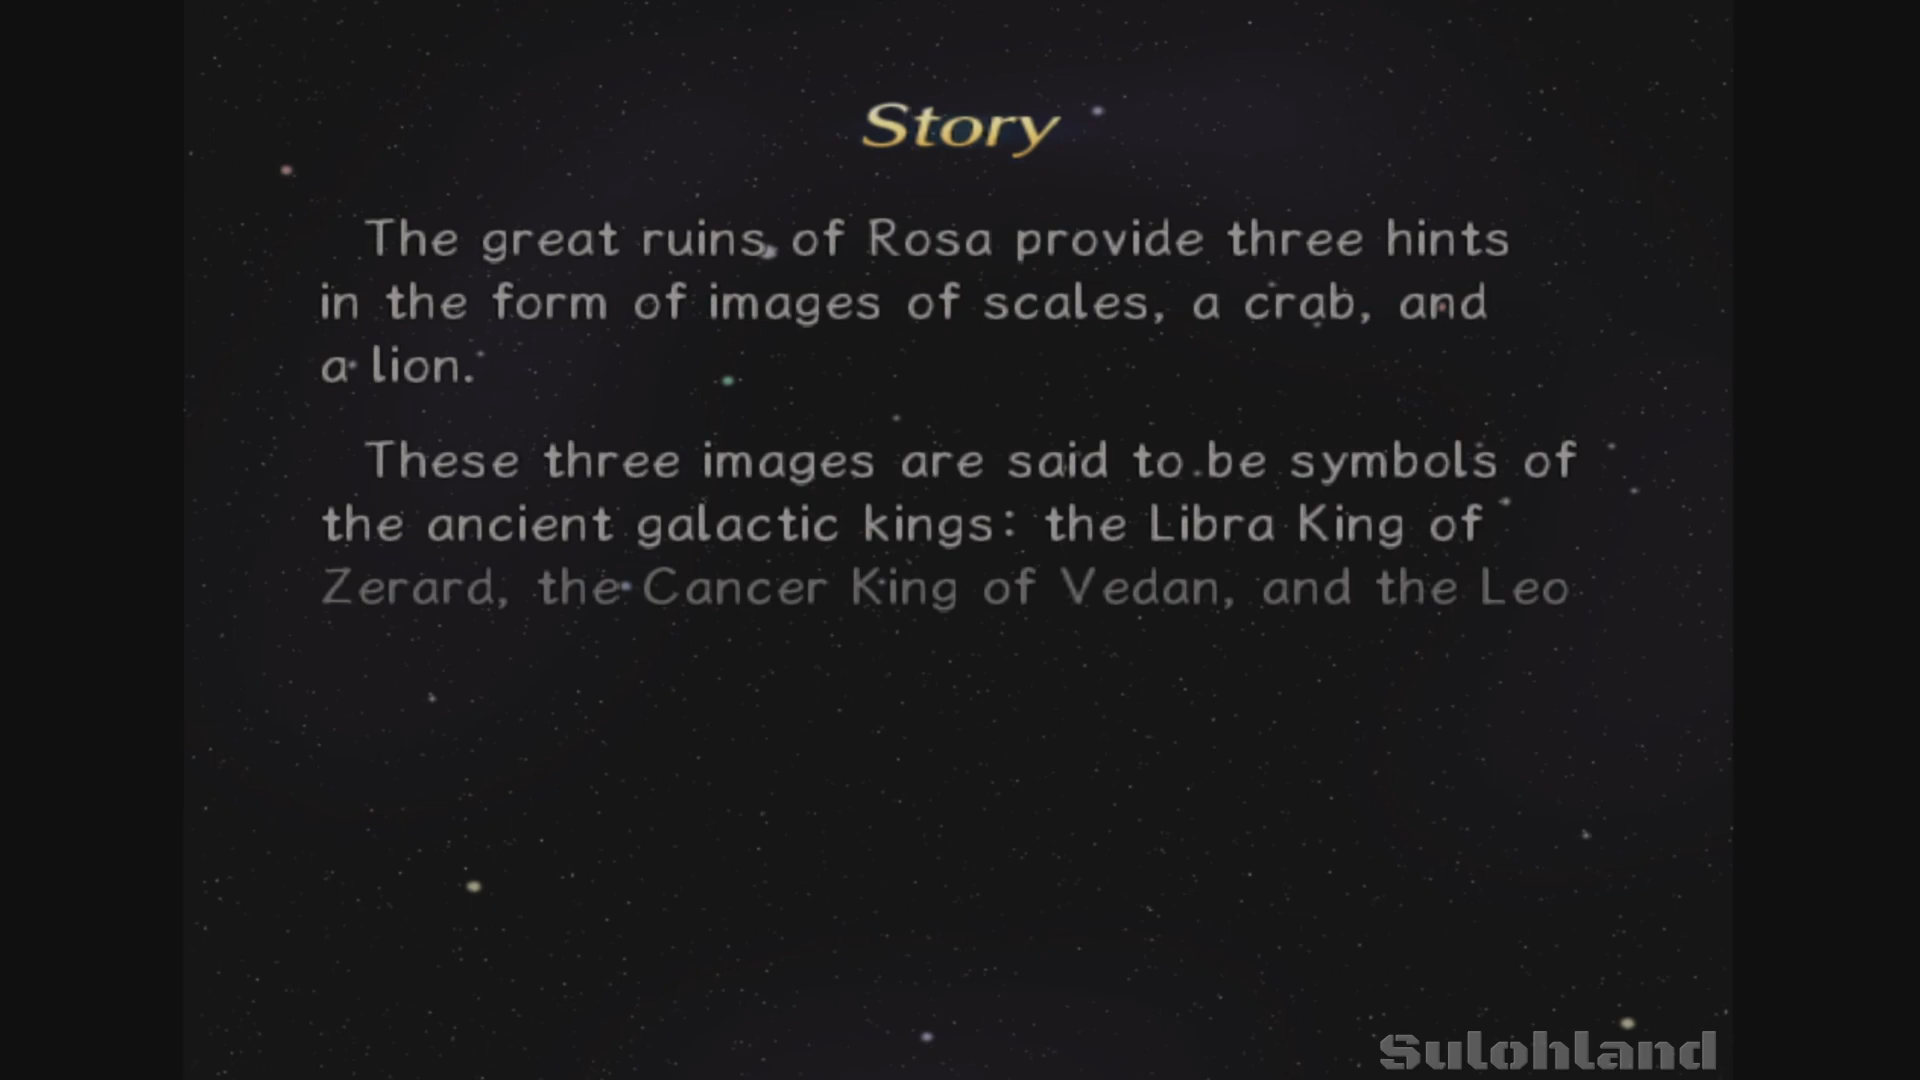 Story
The great ruins of Rosa provide three hints
in the form of images of scales, a crab, and
a lion.
These three images are said to be symbols of
the ancient galactic kings: the Libra King of
Zerard, the Cancer King of Vedan, and the Leo
Sulohland